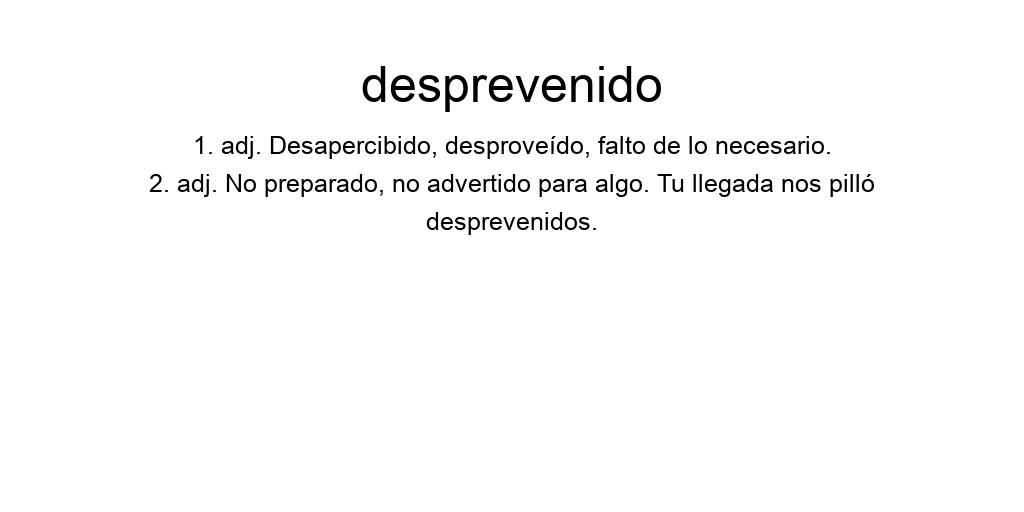 desprevenido
1. adj. Desapercibido, desproveído, falto de lo necesario.
2. adj. No preparado, no advertido para algo. Tu llegada nos pilló
desprevenidos.